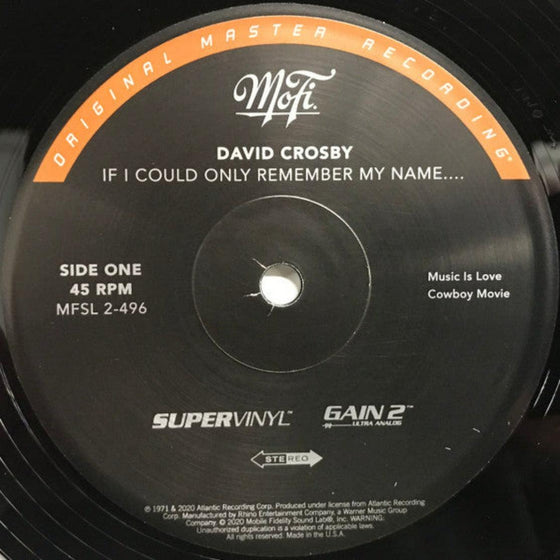 ORIGINAL MASTER RECORDING®
MoFi.
DAVID CROSBY
IF I COULD ONLY REMEMBER MY NAME....
SIDE ONE
45 RPM
MFSL 2-496
Music Is Love
Cowboy Movie
SUPERVINYL™
GAIN 2™
ULTRA ANALOG
STEREO
℗ 1971 & 2020 Atlantic Recording Corp. Produced under license from Atlantic Recording
Corp. Manufactured by Rhino Entertainment Company, a Warner Music Group
Company. © 2020 Mobile Fidelity Sound Lab®, Inc. WARNING:
Unauthorized duplication is a violation of applicable laws.
All rights reserved. Made in the U.S.A.